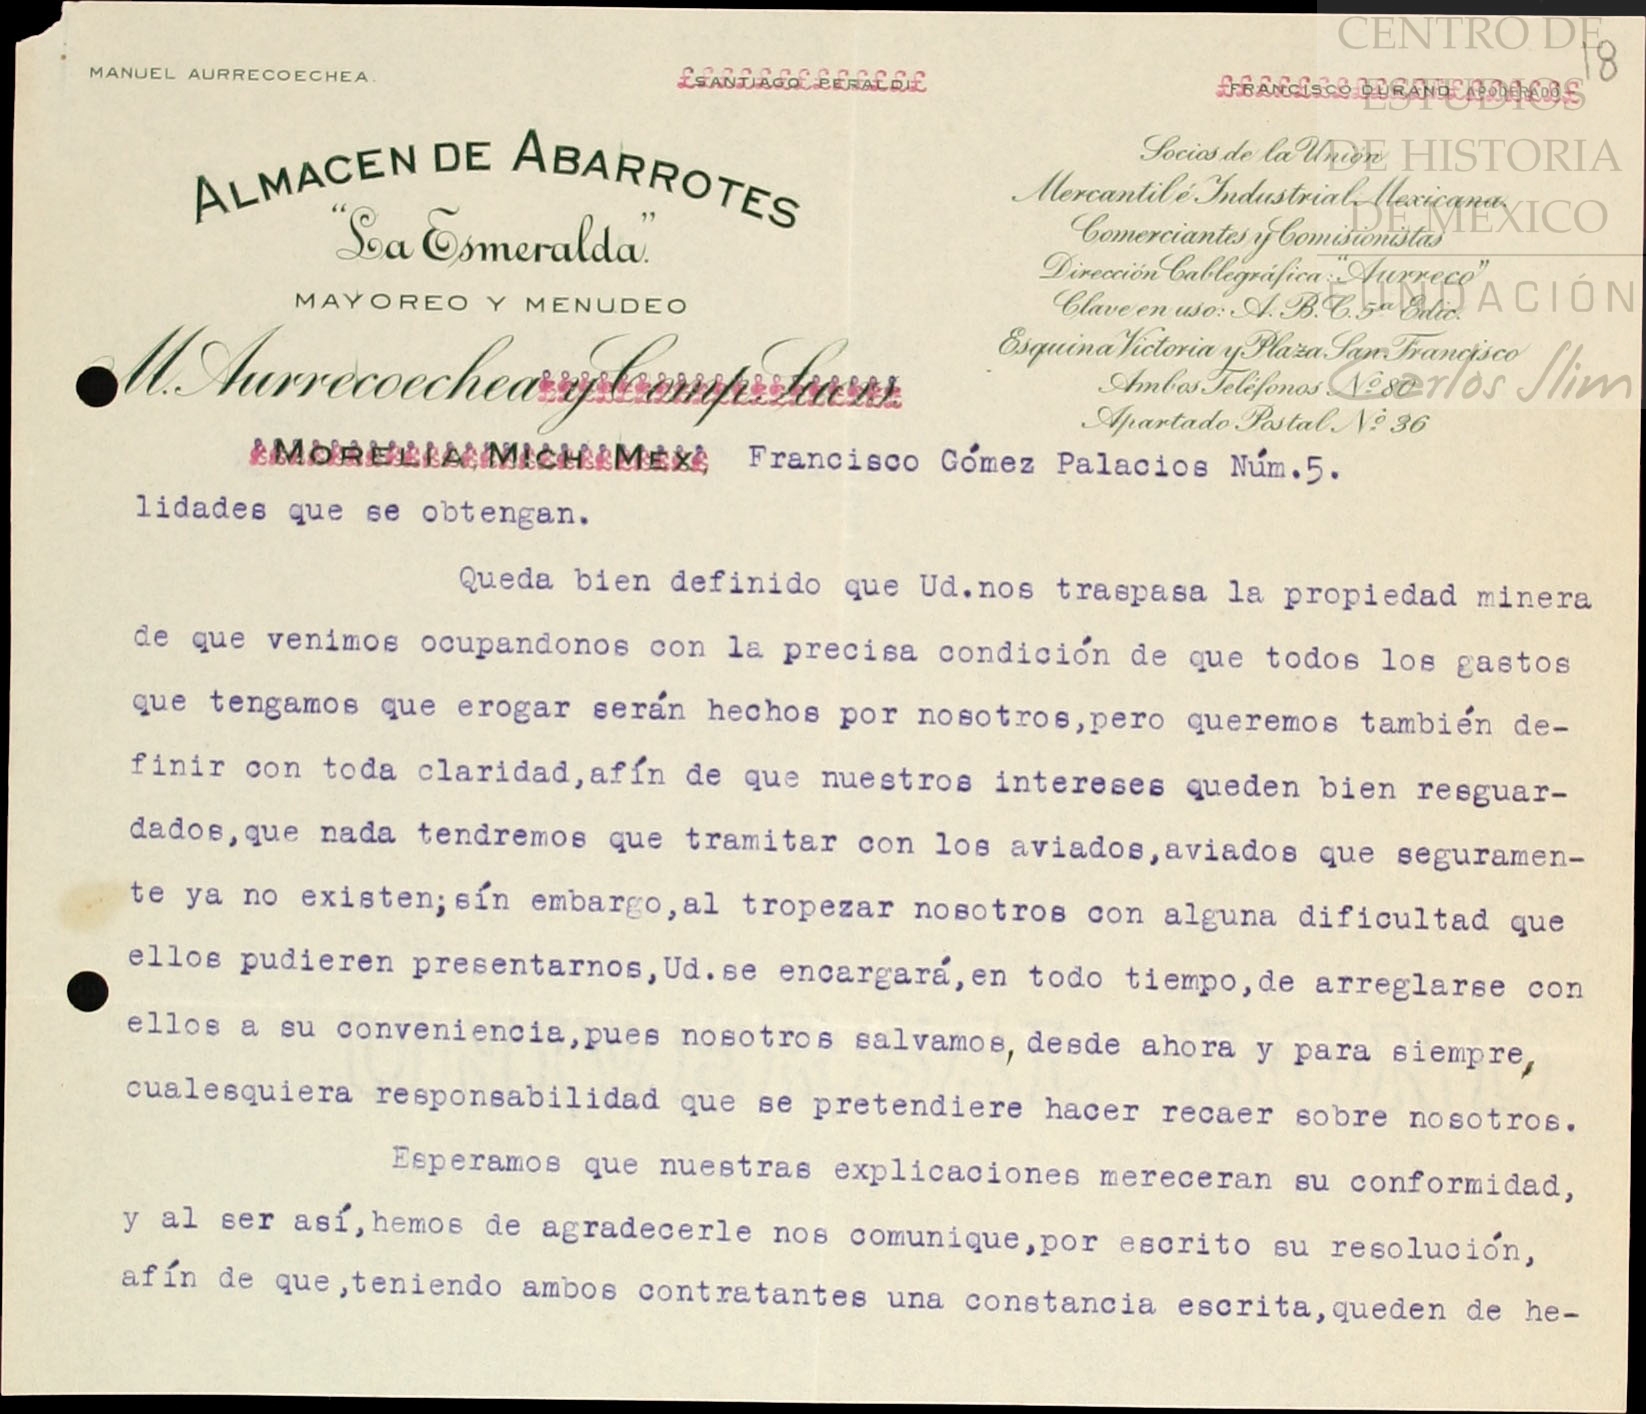 CENTRO DE
ESTUDIOS
DE HISTORIA
DE MEXICO
FUNDACIÓN
Carlos Slim
18
MANUEL AURRECOECHEA.
SANTIAGO PERALDI
FRANCISCO DURAND APODERADO
ALMACEN DE ABARROTES
"La Esmeralda".
MAYOREO Y MENUDEO
M. Aurrecoechea y Comp. Sucrs.
MORELIA, MICH. MEX,
Socios de la Unión
Mercantil é Industrial Mexicana.
Comerciantes y Comisionistas
Dirección Cablegráfica: "Aurreco"
Clave en uso: A. B. C. 5ª Edic.
Esquina Victoria y Plaza San Francisco
Ambos Teléfonos Nº 80
Apartado Postal Nº 36
Francisco Gómez Palacios Núm.5.
lidades que se obtengan.
Queda bien definido que Ud.nos traspasa la propiedad minera
de que venimos ocupandonos con la precisa condición de que todos los gastos
que tengamos que erogar serán hechos por nosotros,pero queremos también de-
finir con toda claridad,afín de que nuestros intereses queden bien resguar-
dados,que nada tendremos que tramitar con los aviados,aviados que seguramen-
te ya no existen;sín embargo,al tropezar nosotros con alguna dificultad que
ellos pudieren presentarnos,Ud.se encargará,en todo tiempo,de arreglarse con
ellos a su conveniencia,pues nosotros salvamos, desde ahora y para siempre,
cualesquiera responsabilidad que se pretendiere hacer recaer sobre nosotros.
Esperamos que nuestras explicaciones mereceran su conformidad,
y al ser así,hemos de agradecerle nos comunique,por escrito su resolución,
afín de que,teniendo ambos contratantes una constancia escrita,queden de he-